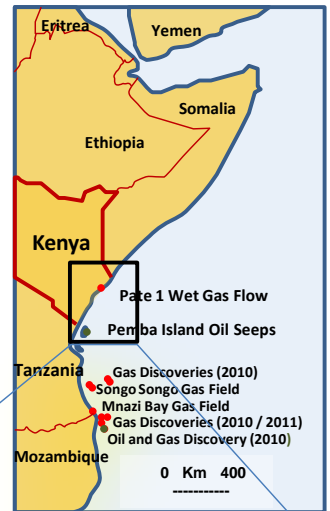 Eritrea
Yemen
Somalia
Ethiopia
Kenya
Pate 1 Wet Gas Flow
Pemba Island Oil Seeps
Tanzania
Gas Discoveries (2010)
Songo Songo Gas Field
Mnazi Bay Gas Field
Gas Discoveries (2010 / 2011)
Oil and Gas Discovery (2010)
Mozambique
0 Km 400
-----------